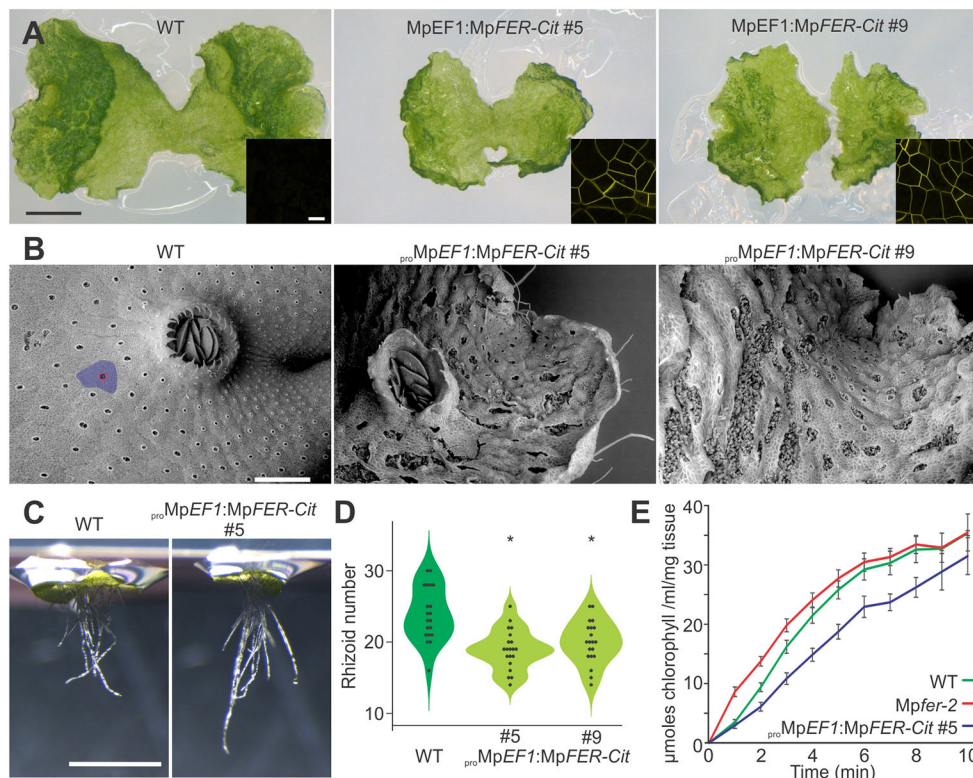 A WT MpEF1:MpFER-Cit #5 MpEF1:MpFER-Cit #9
B WT proMpEF1:MpFER-Cit #5 proMpEF1:MpFER-Cit #9
C WT proMpEF1:MpFER-Cit
#5
D
Rhizoid number
30
20
10
*
*
WT
#5
#9
proMpEF1:MpFER-Cit
E
µmoles chlorophyll /ml/mg tissue
40
30
20
10
0
WT
Mpfer-2
proMpEF1:MpFER-Cit #5
0 2 4 6 8 10
Time (min)